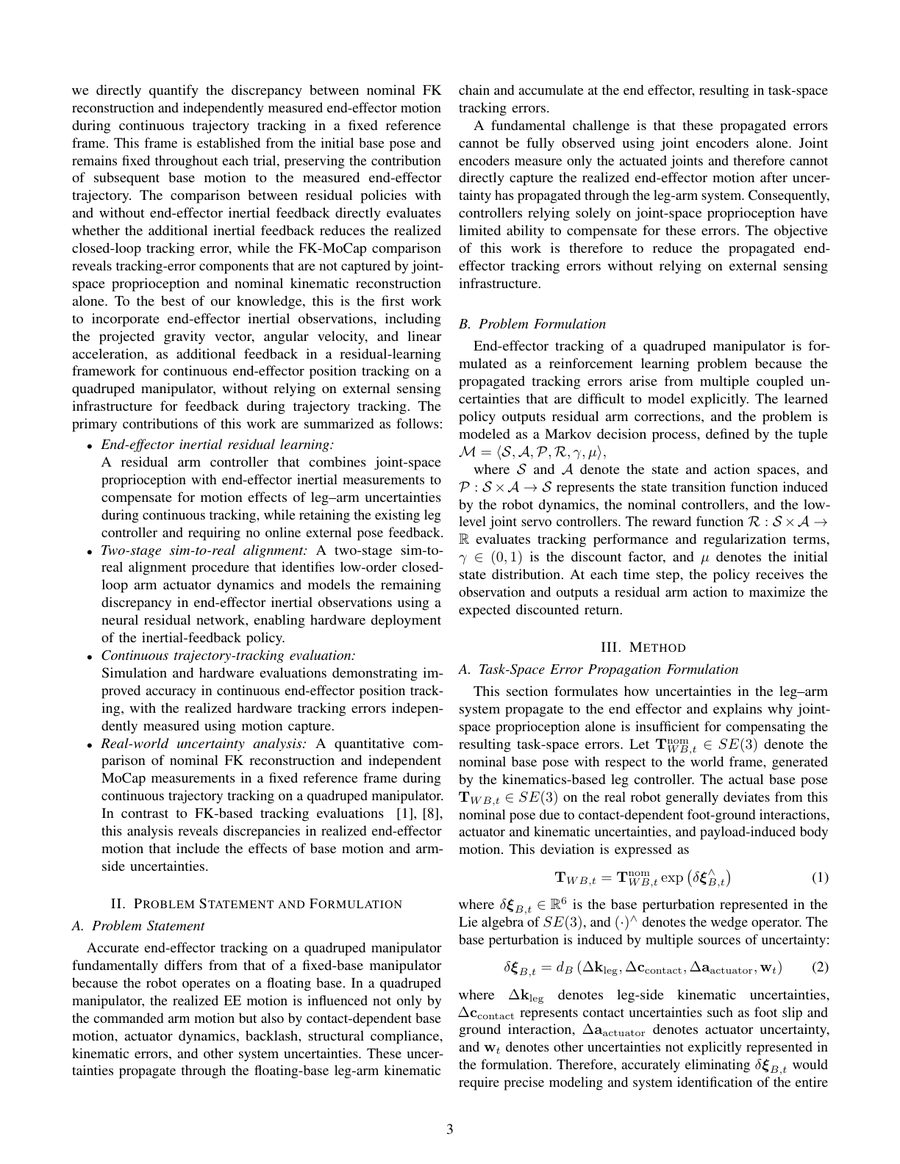 we directly quantify the discrepancy between nominal FK
reconstruction and independently measured end-effector motion
during continuous trajectory tracking in a fixed reference
frame. This frame is established from the initial base pose and
remains fixed throughout each trial, preserving the contribution
of subsequent base motion to the measured end-effector
trajectory. The comparison between residual policies with
and without end-effector inertial feedback directly evaluates
whether the additional inertial feedback reduces the realized
closed-loop tracking error, while the FK-MoCap comparison
reveals tracking-error components that are not captured by joint-
space proprioception and nominal kinematic reconstruction
alone. To the best of our knowledge, this is the first work
to incorporate end-effector inertial observations, including
the projected gravity vector, angular velocity, and linear
acceleration, as additional feedback in a residual-learning
framework for continuous end-effector position tracking on a
quadruped manipulator, without relying on external sensing
infrastructure for feedback during trajectory tracking. The
primary contributions of this work are summarized as follows:
• End-effector inertial residual learning:
A residual arm controller that combines joint-space
proprioception with end-effector inertial measurements to
compensate for motion effects of leg–arm uncertainties
during continuous tracking, while retaining the existing leg
controller and requiring no online external pose feedback.
• Two-stage sim-to-real alignment: A two-stage sim-to-
real alignment procedure that identifies low-order closed-
loop arm actuator dynamics and models the remaining
discrepancy in end-effector inertial observations using a
neural residual network, enabling hardware deployment
of the inertial-feedback policy.
• Continuous trajectory-tracking evaluation:
Simulation and hardware evaluations demonstrating im-
proved accuracy in continuous end-effector position track-
ing, with the realized hardware tracking errors indepen-
dently measured using motion capture.
• Real-world uncertainty analysis: A quantitative com-
parison of nominal FK reconstruction and independent
MoCap measurements in a fixed reference frame during
continuous trajectory tracking on a quadruped manipulator.
In contrast to FK-based tracking evaluations [1], [8],
this analysis reveals discrepancies in realized end-effector
motion that include the effects of base motion and arm-
side uncertainties.
II. PROBLEM STATEMENT AND FORMULATION
A. Problem Statement
Accurate end-effector tracking on a quadruped manipulator
fundamentally differs from that of a fixed-base manipulator
because the robot operates on a floating base. In a quadruped
manipulator, the realized EE motion is influenced not only by
the commanded arm motion but also by contact-dependent base
motion, actuator dynamics, backlash, structural compliance,
kinematic errors, and other system uncertainties. These uncer-
tainties propagate through the floating-base leg-arm kinematic
chain and accumulate at the end effector, resulting in task-space
tracking errors.
A fundamental challenge is that these propagated errors
cannot be fully observed using joint encoders alone. Joint
encoders measure only the actuated joints and therefore cannot
directly capture the realized end-effector motion after uncer-
tainty has propagated through the leg-arm system. Consequently,
controllers relying solely on joint-space proprioception have
limited ability to compensate for these errors. The objective
of this work is therefore to reduce the propagated end-
effector tracking errors without relying on external sensing
infrastructure.
B. Problem Formulation
End-effector tracking of a quadruped manipulator is for-
mulated as a reinforcement learning problem because the
propagated tracking errors arise from multiple coupled un-
certainties that are difficult to model explicitly. The learned
policy outputs residual arm corrections, and the problem is
modeled as a Markov decision process, defined by the tuple
ℳ = ⟨𝒮, 𝒜, 𝒫, ℛ, γ, μ⟩,
where 𝒮 and 𝒜 denote the state and action spaces, and
𝒫 : 𝒮 × 𝒜 → 𝒮 represents the state transition function induced
by the robot dynamics, the nominal controllers, and the low-
level joint servo controllers. The reward function ℛ : 𝒮 × 𝒜 →
ℝ evaluates tracking performance and regularization terms,
γ ∈ (0, 1) is the discount factor, and μ denotes the initial
state distribution. At each time step, the policy receives the
observation and outputs a residual arm action to maximize the
expected discounted return.
III. METHOD
A. Task-Space Error Propagation Formulation
This section formulates how uncertainties in the leg–arm
system propagate to the end effector and explains why joint-
space proprioception alone is insufficient for compensating the
resulting task-space errors. Let T^nom_WB,t ∈ SE(3) denote the
nominal base pose with respect to the world frame, generated
by the kinematics-based leg controller. The actual base pose
T_WB,t ∈ SE(3) on the real robot generally deviates from this
nominal pose due to contact-dependent foot-ground interactions,
actuator and kinematic uncertainties, and payload-induced body
motion. This deviation is expressed as
T_WB,t = T^nom_WB,t exp (δξ^∧_B,t) (1)
where δξ_B,t ∈ ℝ^6 is the base perturbation represented in the
Lie algebra of SE(3), and (·)^∧ denotes the wedge operator. The
base perturbation is induced by multiple sources of uncertainty:
δξ_B,t = d_B (Δk_leg, Δc_contact, Δa_actuator, w_t) (2)
where Δk_leg denotes leg-side kinematic uncertainties,
Δc_contact represents contact uncertainties such as foot slip and
ground interaction, Δa_actuator denotes actuator uncertainty,
and w_t denotes other uncertainties not explicitly represented in
the formulation. Therefore, accurately eliminating δξ_B,t would
require precise modeling and system identification of the entire
3